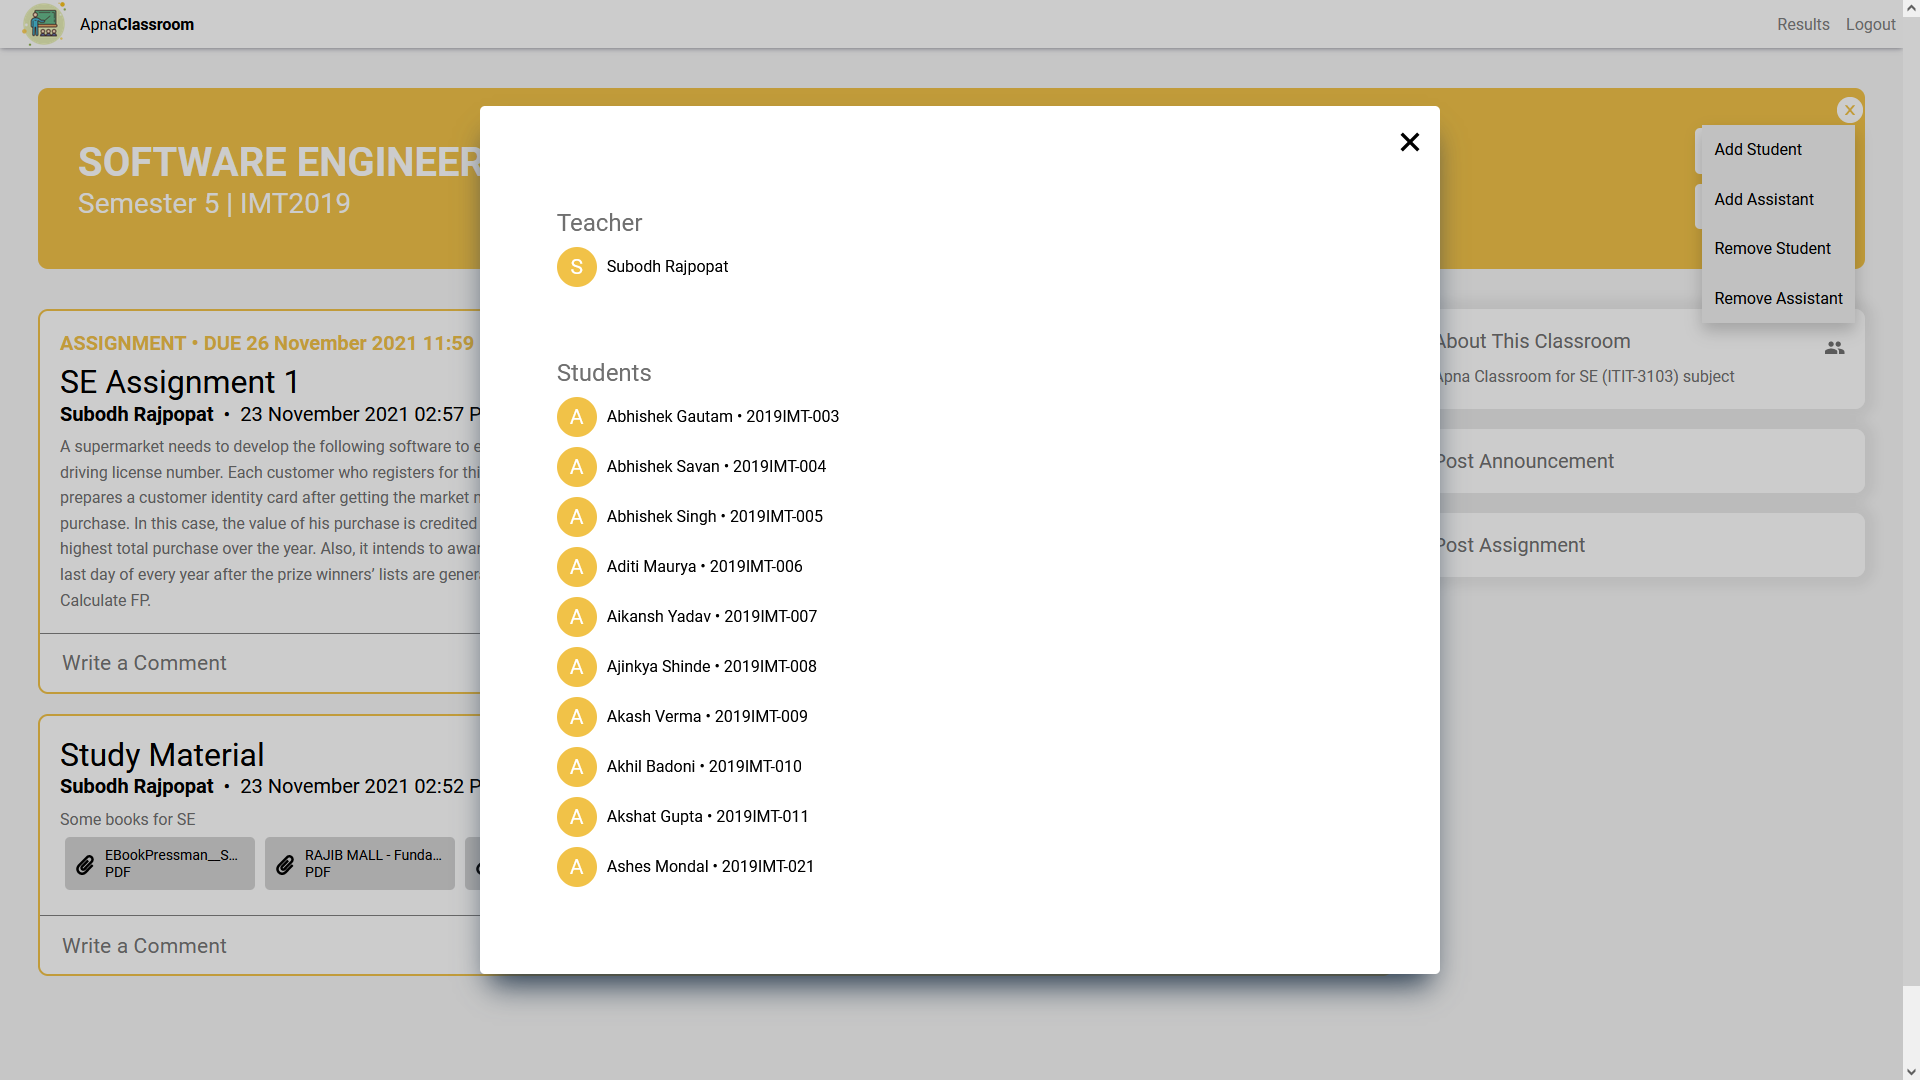 ApnaClassroom
Results
Logout
SOFTWARE ENGINEER
Semester 5 | IMT2019
X
Add Student
Add Assistant
Remove Student
Remove Assistant
Teacher
S
Subodh Rajpopat
Students
A
Abhishek Gautam • 2019IMT-003
A
Abhishek Savan • 2019IMT-004
A
Abhishek Singh • 2019IMT-005
A
Aditi Maurya • 2019IMT-006
A
Aikansh Yadav • 2019IMT-007
A
Ajinkya Shinde • 2019IMT-008
A
Akash Verma • 2019IMT-009
A
Akhil Badoni • 2019IMT-010
A
Akshat Gupta • 2019IMT-011
A
Ashes Mondal • 2019IMT-021
ASSIGNMENT • DUE 26 November 2021 11:59
SE Assignment 1
Subodh Rajpopat • 23 November 2021 02:57 P
A supermarket needs to develop the following software to e
driving license number. Each customer who registers for thi
prepares a customer identity card after getting the market
purchase. In this case, the value of his purchase is credited
highest total purchase over the year. Also, it intends to awar
last day of every year after the prize winners’ lists are genera
Calculate FP.
Write a Comment
Study Material
Subodh Rajpopat • 23 November 2021 02:52 P
Some books for SE
EBookPressman__S...
PDF
RAJIB MALL - Funda...
PDF
Write a Comment
About This Classroom
Apna Classroom for SE (ITIT-3103) subject
Post Announcement
Post Assignment